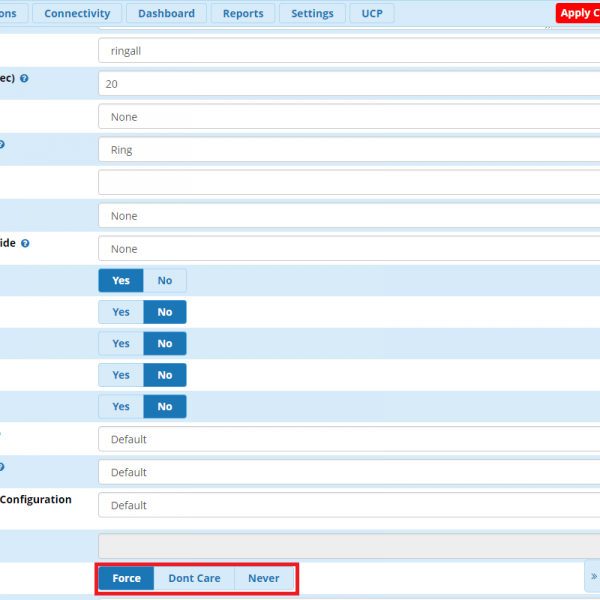 ons Connectivity Dashboard Reports Settings UCP Apply C
ringall
ec) 20
None
Ring
None
ide None
Yes No
Yes No
Yes No
Yes No
Yes No
Default
Default
Configuration Default
Force Dont Care Never